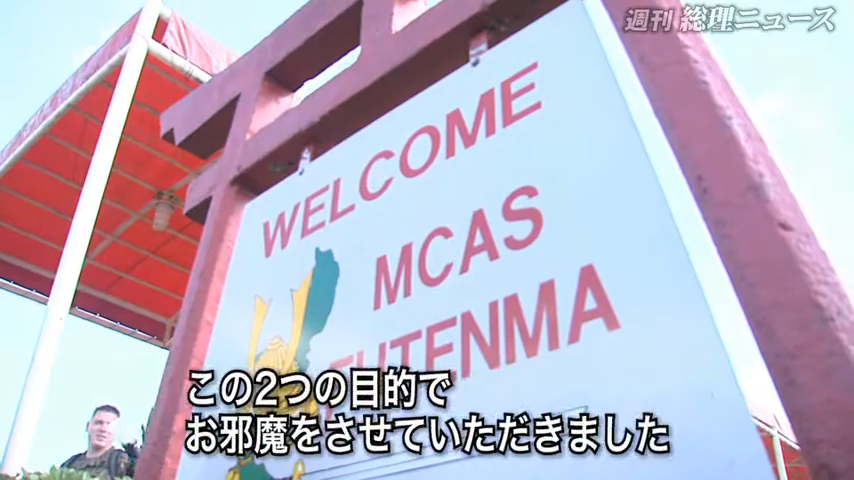 週刊 総理ニュース
WELCOME
MCAS
FUTENMA
この2つの目的で
お邪魔をさせていただきました